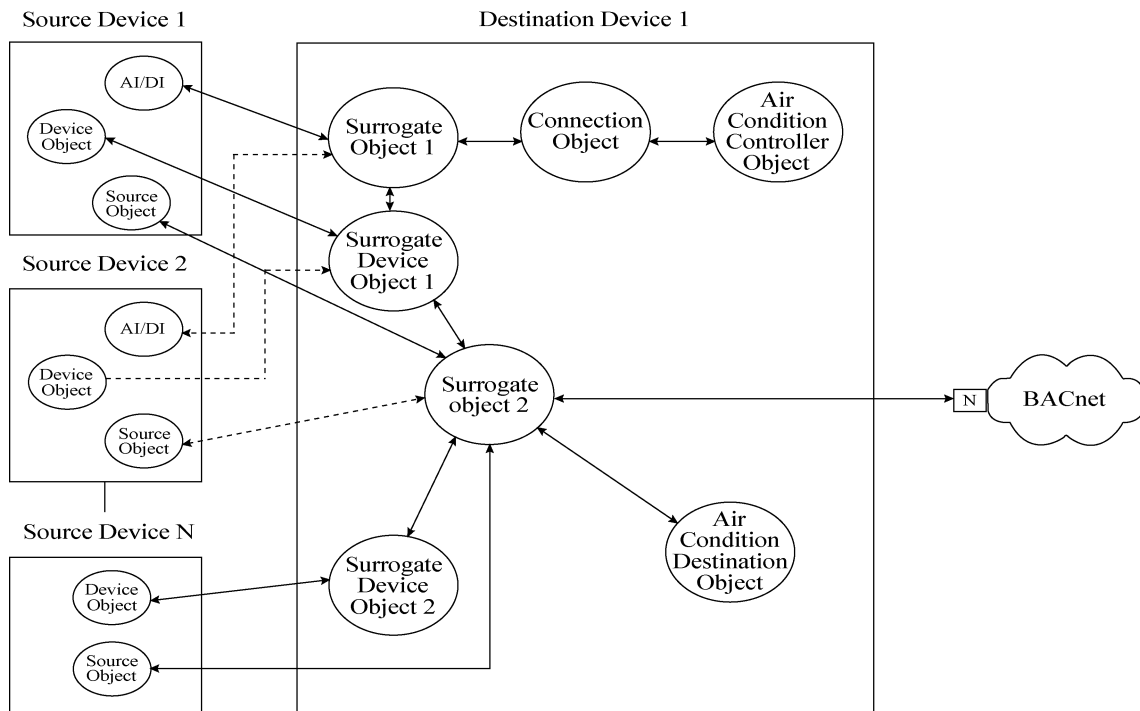 Source Device 1
Destination Device 1
AI/DI
Device
Object
Source
Object
Surrogate
Object 1
Connection
Object
Air
Condition
Controller
Object
Surrogate
Device
Object 1
Source Device 2
AI/DI
Device
Object
Source
Object
Surrogate
object 2
N
BACnet
Source Device N
Device
Object
Source
Object
Surrogate
Device
Object 2
Air
Condition
Destination
Object